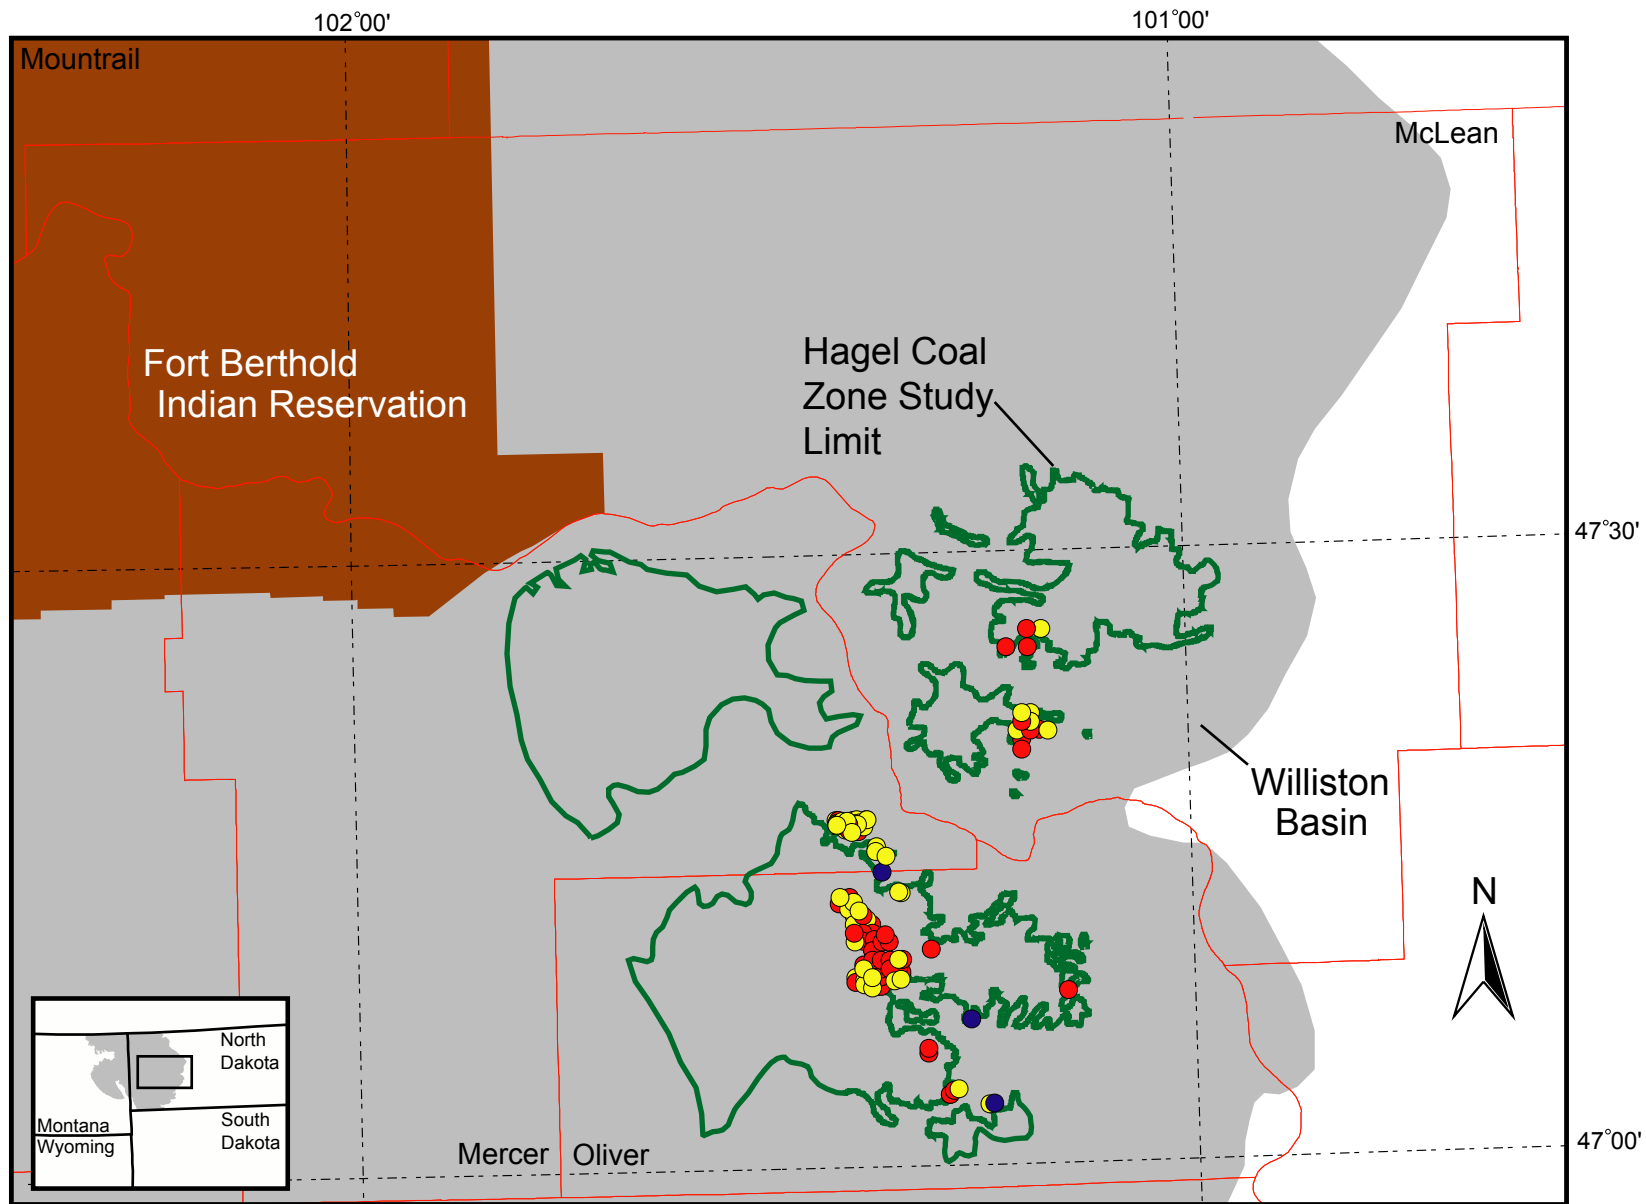 102°00'
101°00'
Mountrail
McLean
Fort Berthold
Indian Reservation
Hagel Coal
Zone Study
Limit
47°30'
Williston
Basin
N
North
Dakota
South
Dakota
Montana
Wyoming
Mercer
Oliver
47°00'